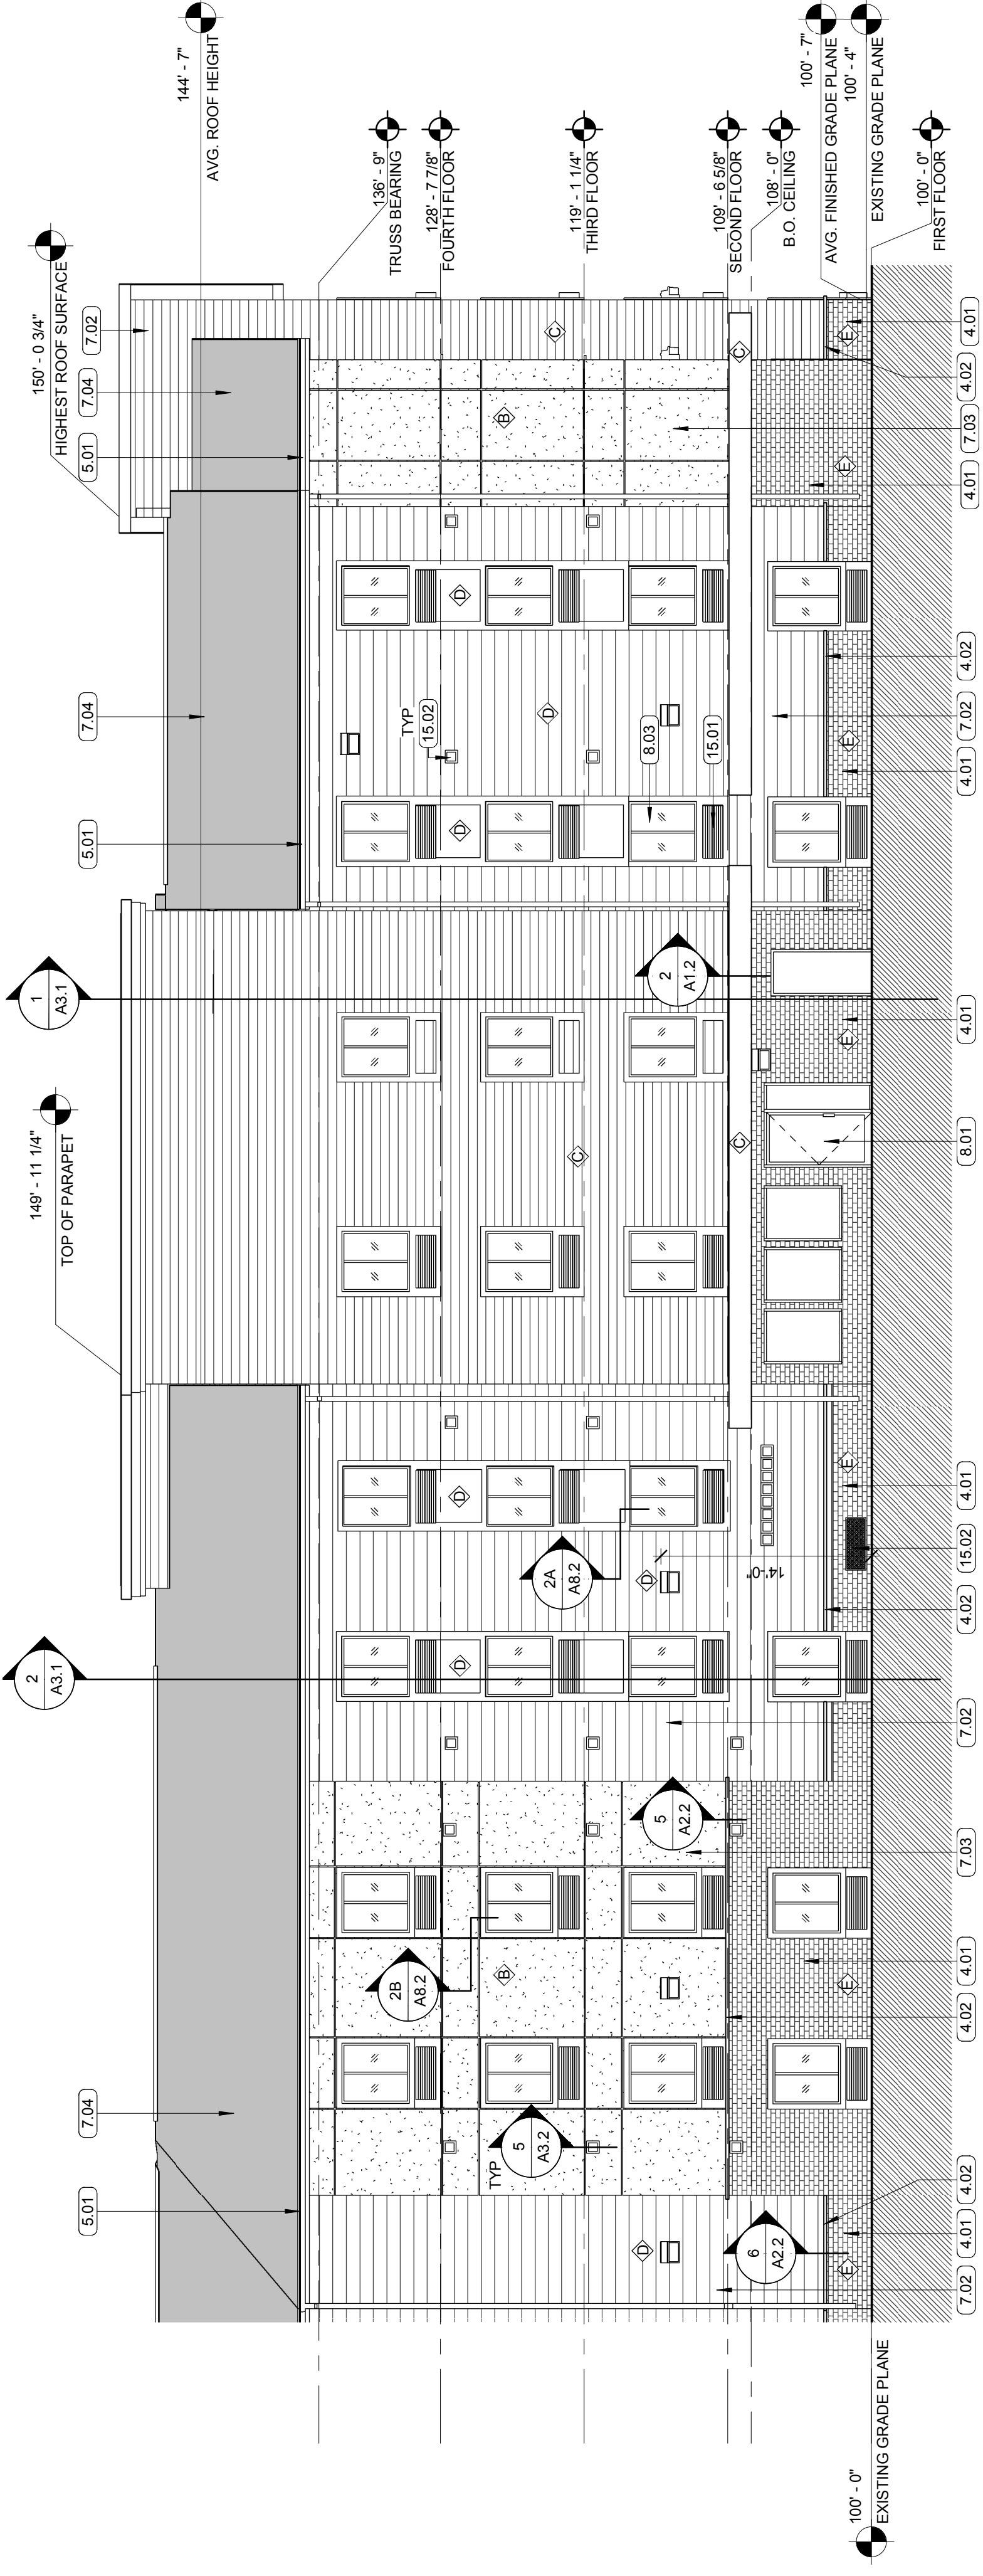 150' - 0 3/4"
HIGHEST ROOF SURFACE
149' - 11 1/4"
TOP OF PARAPET
144' - 7"
AVG. ROOF HEIGHT
136' - 9"
TRUSS BEARING
128' - 7 7/8"
FOURTH FLOOR
119' - 1 1/4"
THIRD FLOOR
109' - 6 5/8"
SECOND FLOOR
108' - 0"
B.O. CEILING
100' - 7"
AVG. FINISHED GRADE PLANE
100' - 4"
EXISTING GRADE PLANE
100' - 0"
FIRST FLOOR
100' - 0"
EXISTING GRADE PLANE
5.01
7.04
5.01
7.04
5.01
7.04
7.02
2
A3.1
1
A3.1
TYP
15.02
8.03
15.01
2B
A8.2
2A
A8.2
2
A1.2
TYP
5
A3.2
5
A2.2
6
A2.2
14'-0"
D
B
D
D
D
C
C
D
D
D
B
C
C
E
E
E
E
E
E
E
7.02
4.01
4.02
4.02
4.01
7.03
7.02
4.02
15.02
4.01
8.01
4.01
4.01
7.02
4.02
4.01
7.03
4.02
4.01